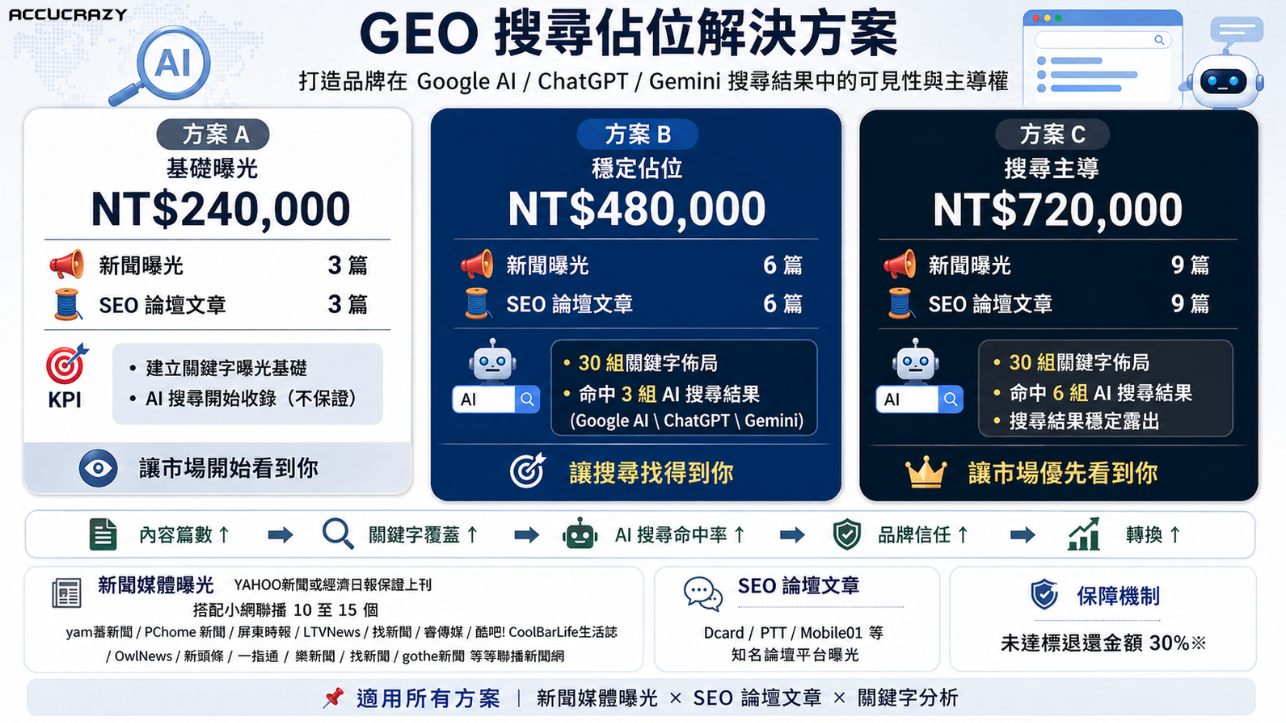 ACCUCRAZY
AI
GEO 搜尋佔位解決方案
打造品牌在 Google AI / ChatGPT / Gemini 搜尋結果中的可見性與主導權
方案 A
基礎曝光
NT$240,000
新聞曝光 3 篇
SEO 論壇文章 3 篇
KPI
• 建立關鍵字曝光基礎
• AI 搜尋開始收錄（不保證）
讓市場開始看到你
方案 B
穩定佔位
NT$480,000
新聞曝光 6 篇
SEO 論壇文章 6 篇
AI
• 30 組關鍵字佈局
• 命中 3 組 AI 搜尋結果
(Google AI \ ChatGPT \ Gemini)
讓搜尋找得到你
方案 C
搜尋主導
NT$720,000
新聞曝光 9 篇
SEO 論壇文章 9 篇
AI
• 30 組關鍵字佈局
• 命中 6 組 AI 搜尋結果
• 搜尋結果穩定露出
讓市場優先看到你
內容篇數 ↑ ➡ 關鍵字覆蓋 ↑ ➡ AI 搜尋命中率 ↑ ➡ 品牌信任 ↑ ➡ 轉換 ↑
新聞媒體曝光 YAHOO新聞或經濟日報保證上刊
搭配小網聯播 10 至 15 個
yam蕃新聞 / PChome 新聞 / 屏東時報 / LTVNews / 找新聞 / 睿傳媒 / 酷吧! CoolBarLife生活誌
/ OwlNews / 新頭條 / 一指通 / 樂新聞 / 找新聞 / gothe新聞 等等聯播新聞網
SEO 論壇文章
Dcard / PTT / Mobile01 等
知名論壇平台曝光
保障機制
未達標退還金額 30%※
適用所有方案 | 新聞媒體曝光 × SEO 論壇文章 × 關鍵字分析